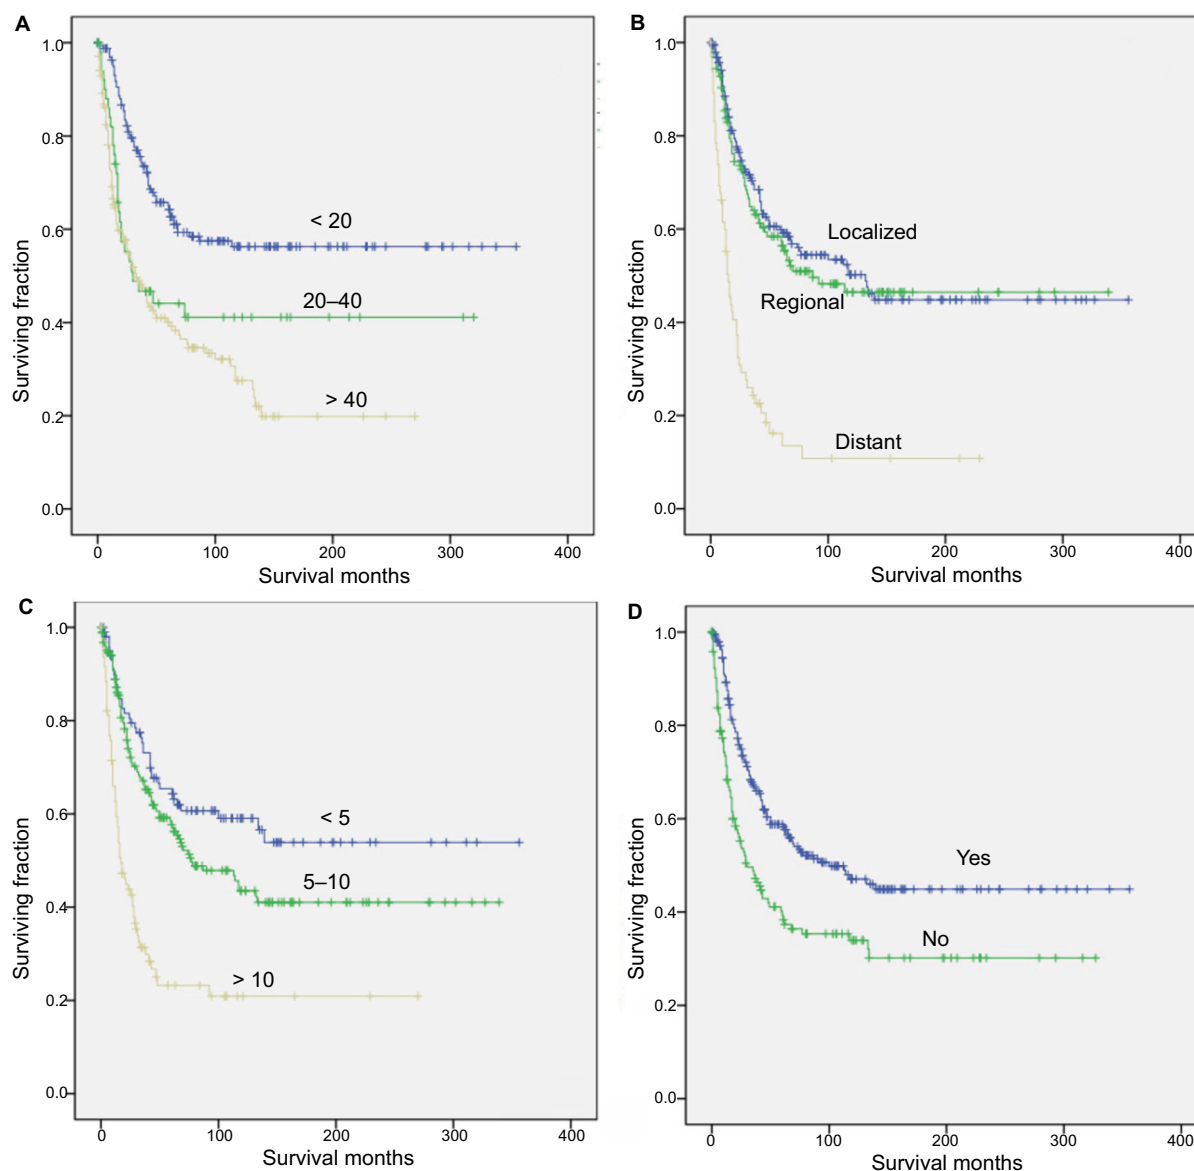 A
1.0
0.8
0.6
0.4
0.2
0.0
Surviving fraction
< 20
20–40
> 40
0 100 200 300 400
Survival months
B
1.0
0.8
0.6
0.4
0.2
0.0
Surviving fraction
Localized
Regional
Distant
0 100 200 300 400
Survival months
C
1.0
0.8
0.6
0.4
0.2
0.0
Surviving fraction
< 5
5–10
> 10
0 100 200 300 400
Survival months
D
1.0
0.8
0.6
0.4
0.2
0.0
Surviving fraction
Yes
No
0 100 200 300 400
Survival months